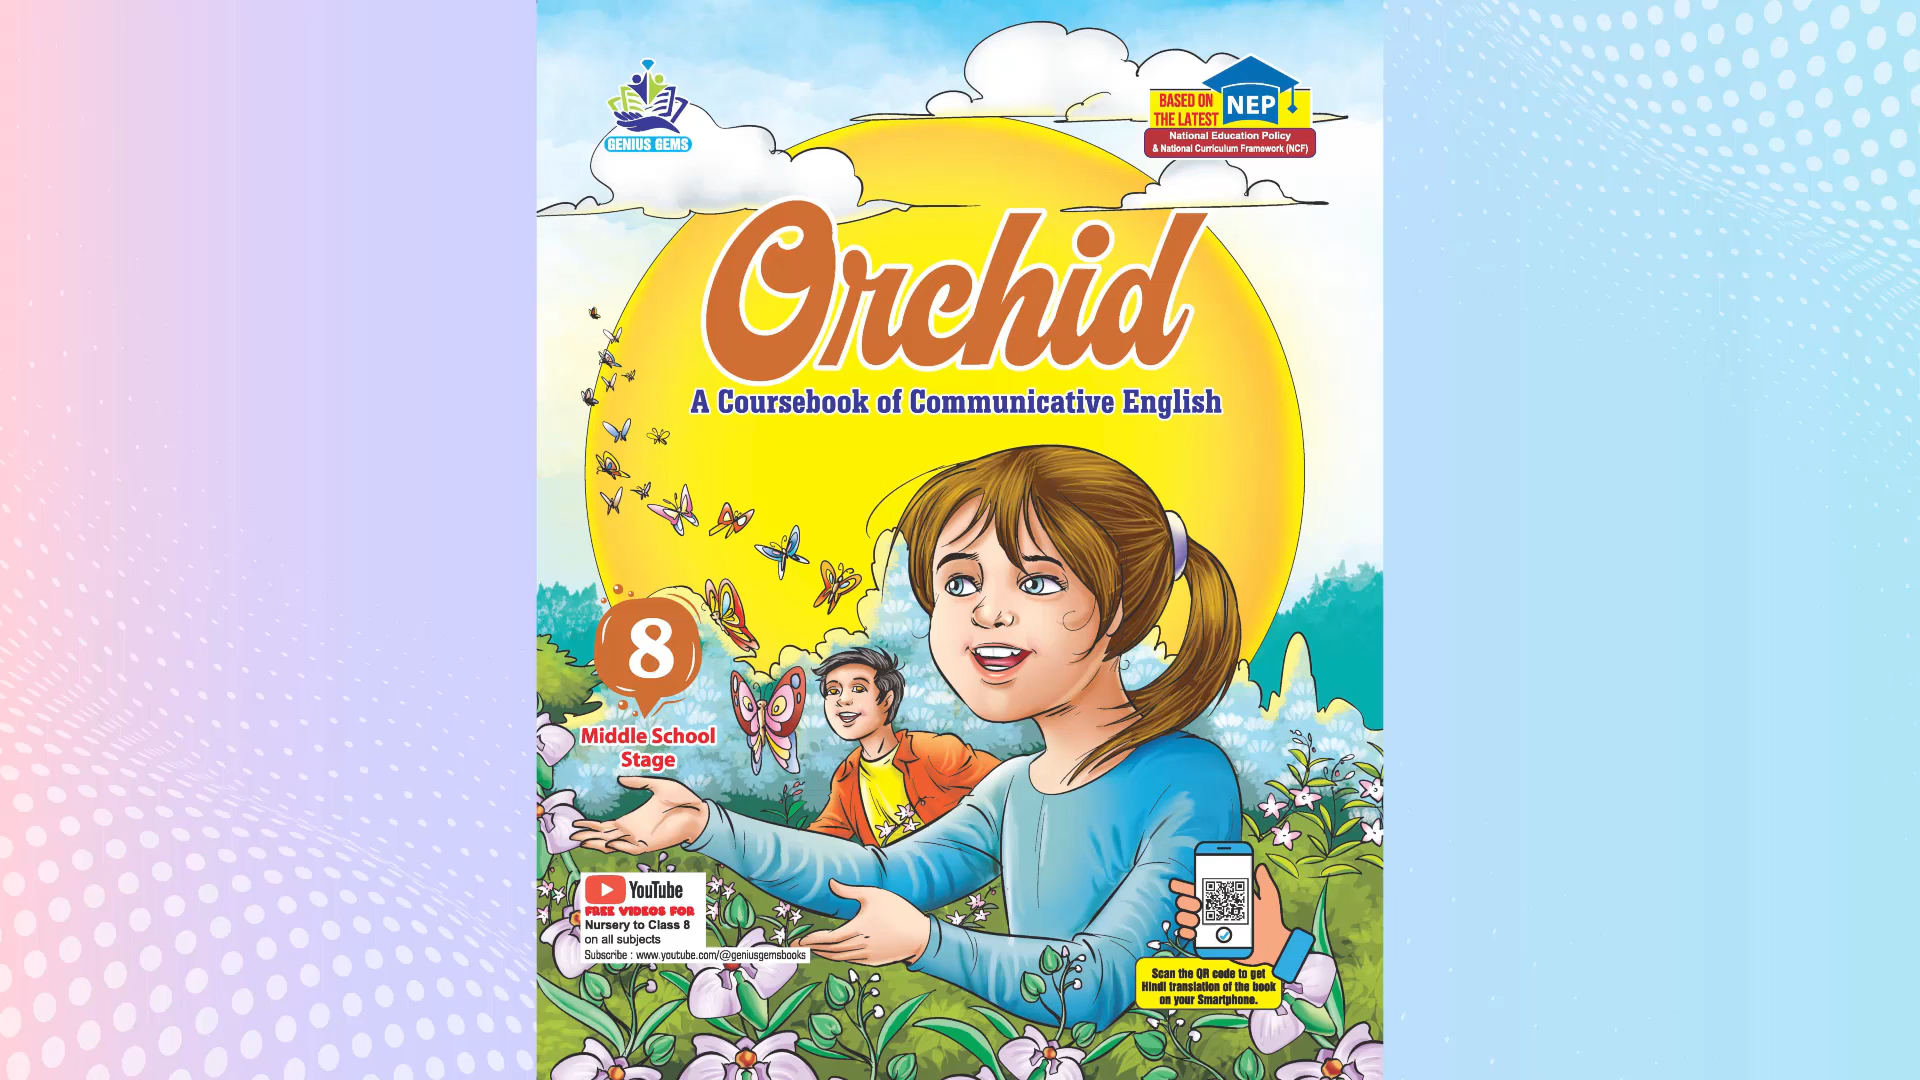 GENIUS GEMS
BASED ON
THE LATEST
NEP
National Education Policy
& National Curriculum Framework (NCF)
Orchid
A Coursebook of Communicative English
8
Middle School
Stage
YouTube
FREE VIDEOS FOR
Nursery to Class 8
on all subjects
Subscribe : www.youtube.com/@geniusgemsbooks
Scan the QR code to get
Hindi translation of the book
on your Smartphone.